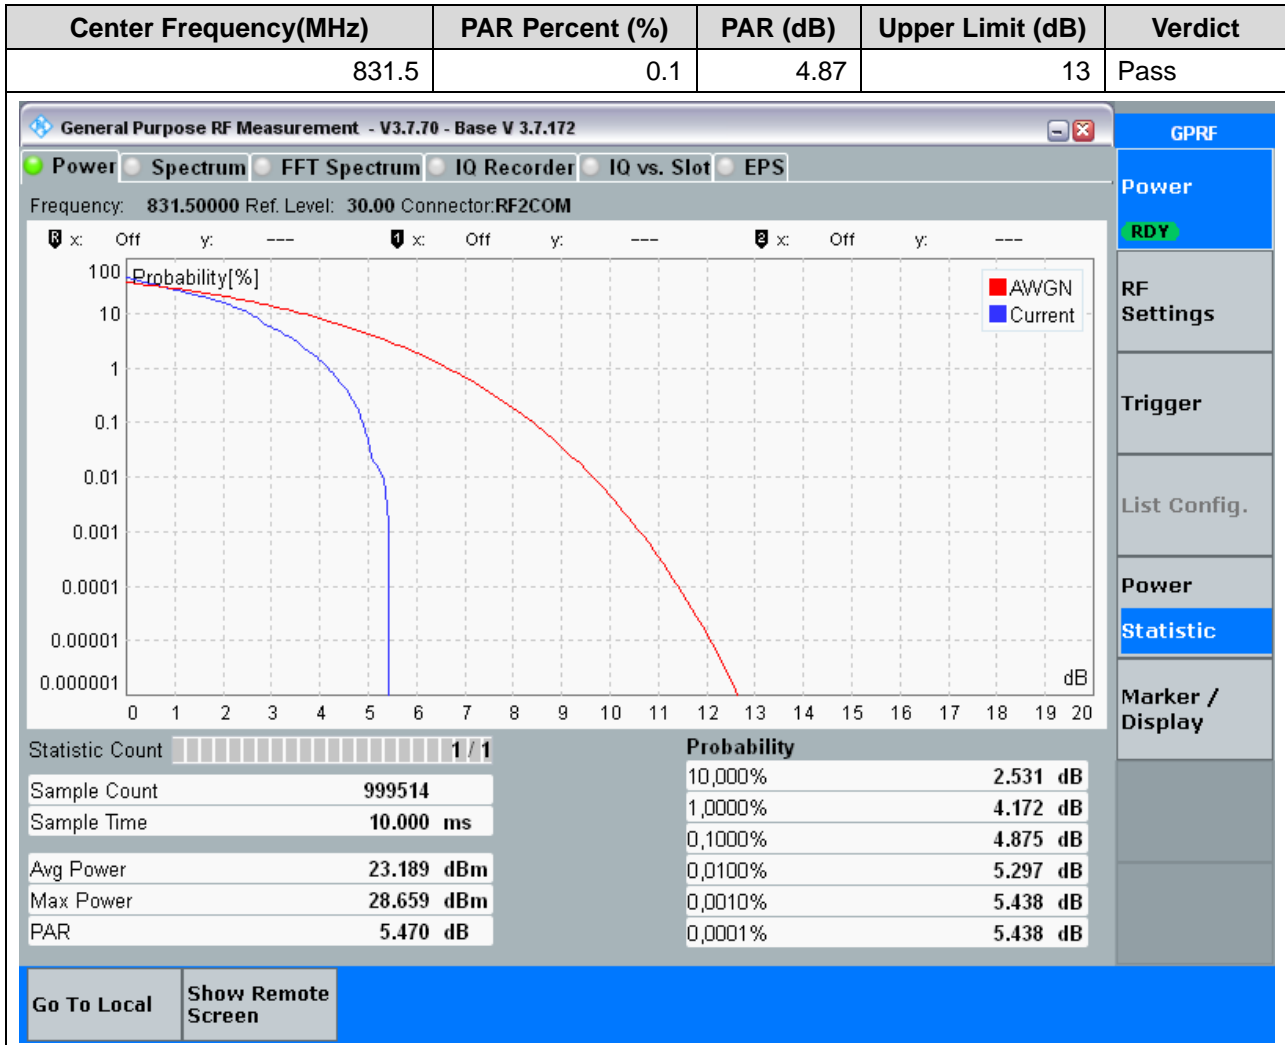 Center Frequency(MHz) PAR Percent (%) PAR (dB) Upper Limit (dB) Verdict
831.5 0.1 4.87 13 Pass
General Purpose RF Measurement - V3.7.70 - Base V 3.7.172
GPRF
Power Spectrum FFT Spectrum IQ Recorder IQ vs. Slot EPS
Power
RDY
Frequency: 831.50000 Ref. Level: 30.00 Connector:RF2COM
R x: Off y: --- 1 x: Off y: --- 2 x: Off y: ---
Probability[%]
AWGN
Current
100
10
1
0.1
0.01
0.001
0.0001
0.00001
0.000001
dB
0 1 2 3 4 5 6 7 8 9 10 11 12 13 14 15 16 17 18 19 20
RF
Settings
Trigger
List Config.
Power
Statistic
Marker /
Display
Statistic Count 1 / 1
Sample Count 999514
Sample Time 10.000 ms
Avg Power 23.189 dBm
Max Power 28.659 dBm
PAR 5.470 dB
Probability
10,000% 2.531 dB
1,0000% 4.172 dB
0,1000% 4.875 dB
0,0100% 5.297 dB
0,0010% 5.438 dB
0,0001% 5.438 dB
Go To Local
Show Remote
Screen